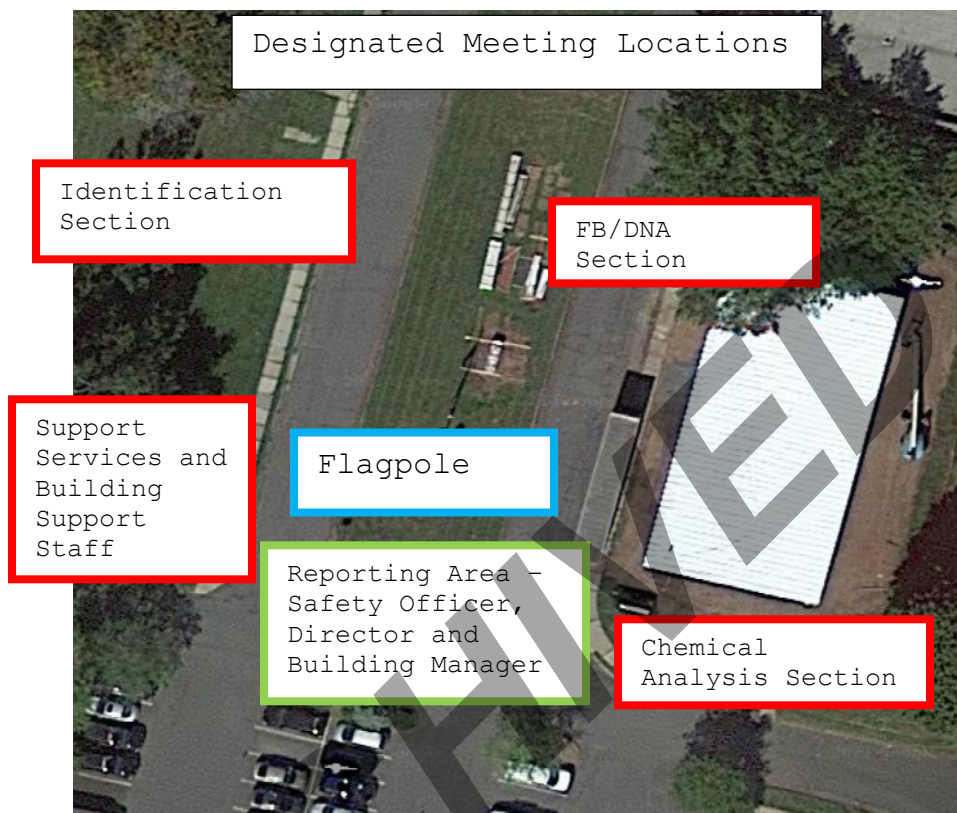 Designated Meeting Locations
Identification
Section
FB/DNA
Section
Support
Services and
Building
Support
Staff
Flagpole
Reporting Area –
Safety Officer,
Director and
Building Manager
Chemical
Analysis Section
HIVED